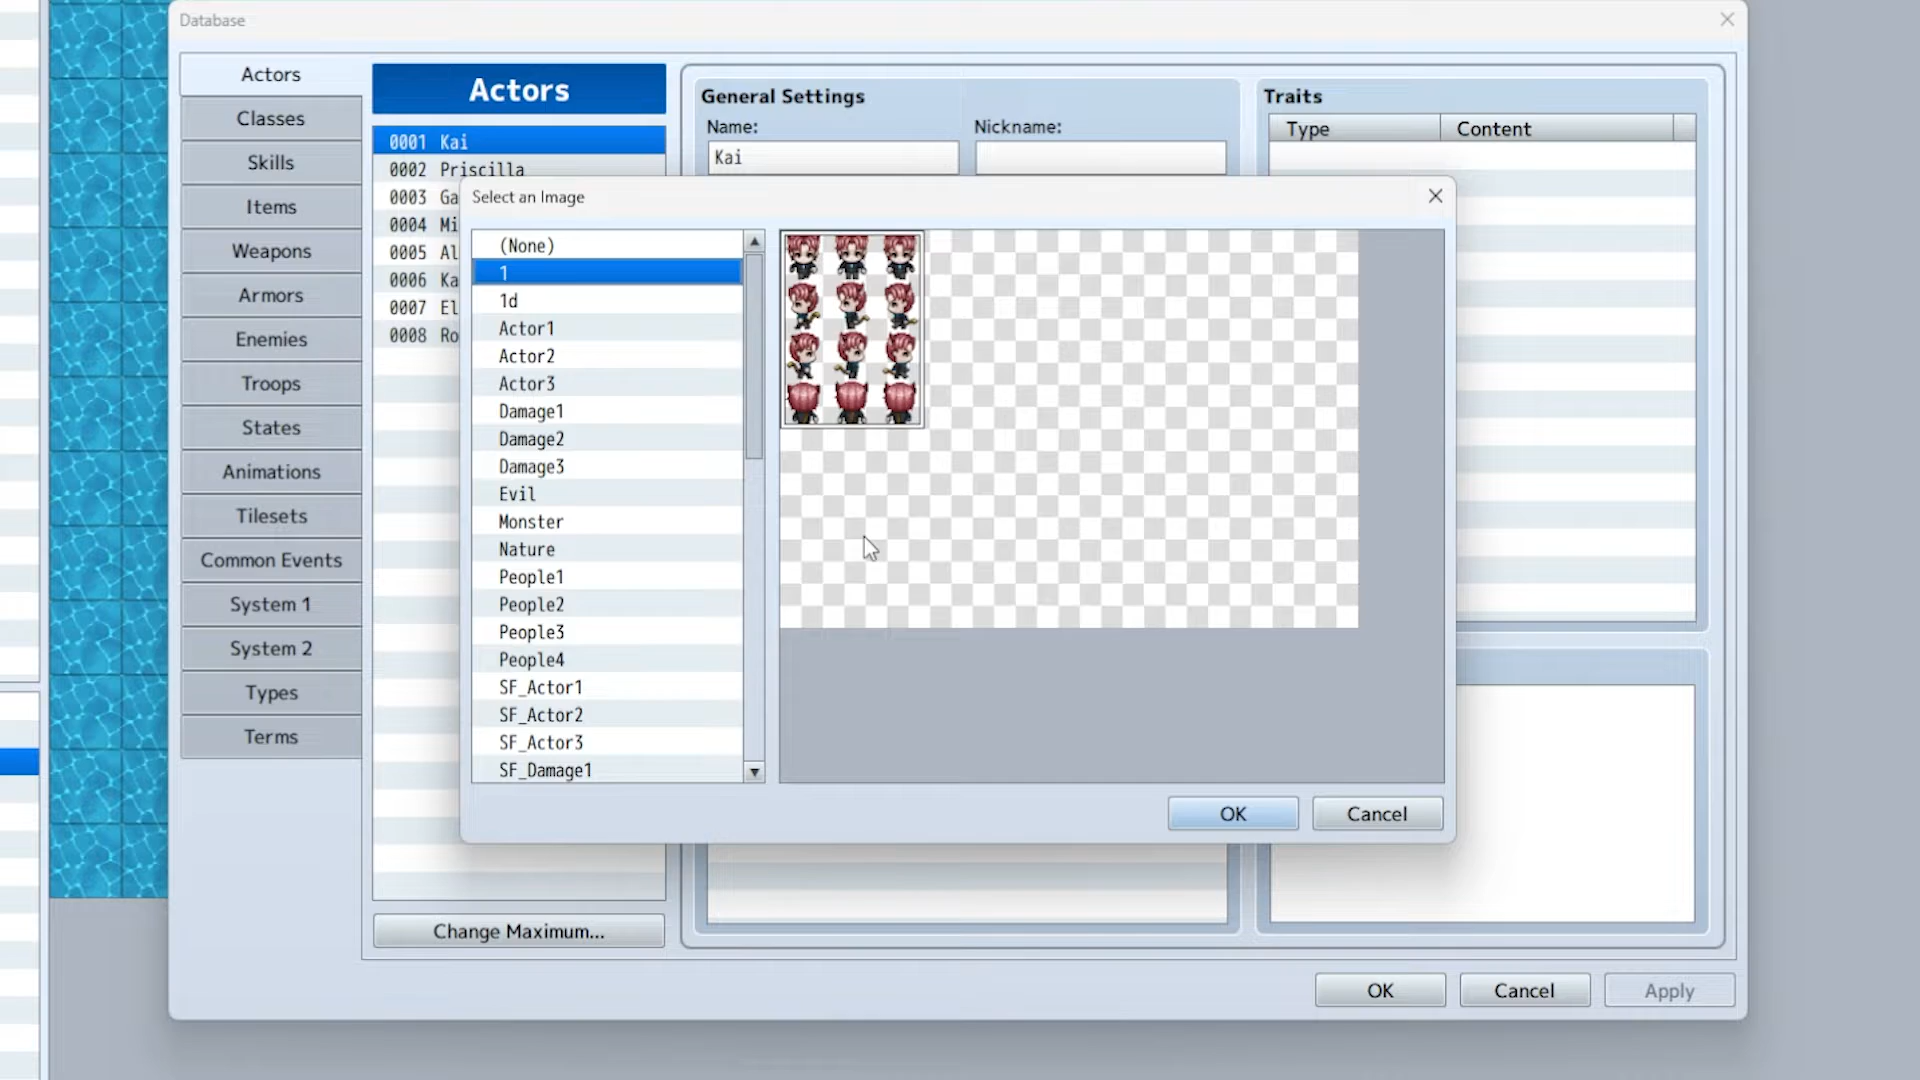 Database
Actors
Classes
Skills
Items
Weapons
Armors
Enemies
Troops
States
Animations
Tilesets
Common Events
System 1
System 2
Types
Terms
Actors
0001 Kai
0002 Priscilla
0003 Ga
0004 Mi
0005 Al
0006 Ka
0007 El
0008 Ro
Change Maximum...
General Settings
Name:
Nickname:
Kai
Traits
Type
Content
Select an Image
(None)
1
1d
Actor1
Actor2
Actor3
Damage1
Damage2
Damage3
Evil
Monster
Nature
People1
People2
People3
People4
SF_Actor1
SF_Actor2
SF_Actor3
SF_Damage1
OK
Cancel
OK
Cancel
Apply